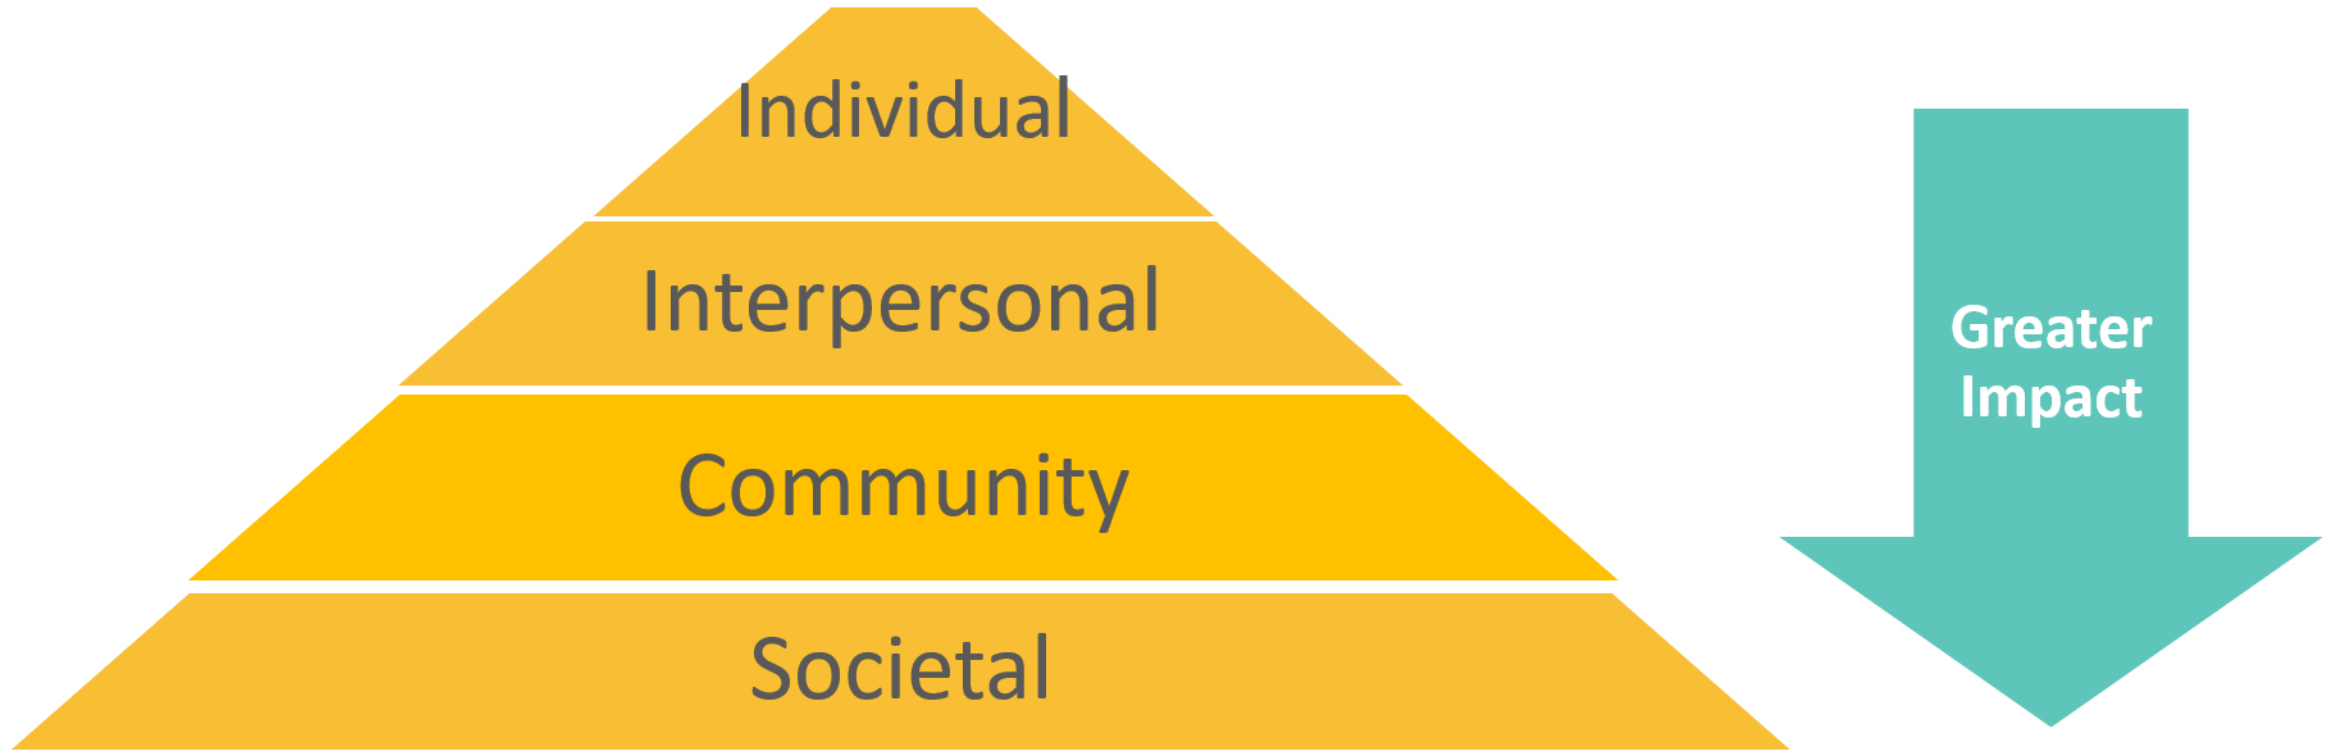 Individual
Interpersonal
Community
Societal
Greater
Impact